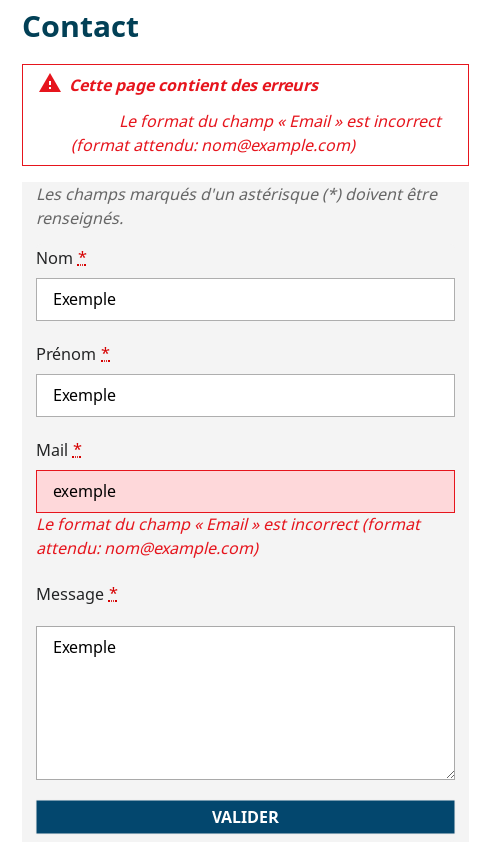 Contact
Cette page contient des erreurs
Le format du champ « Email » est incorrect
(format attendu: nom@example.com)
Les champs marqués d'un astérisque (*) doivent être
renseignés.
Nom *
Exemple
Prénom *
Exemple
Mail *
exemple
Le format du champ « Email » est incorrect (format
attendu: nom@example.com)
Message *
Exemple
VALIDER